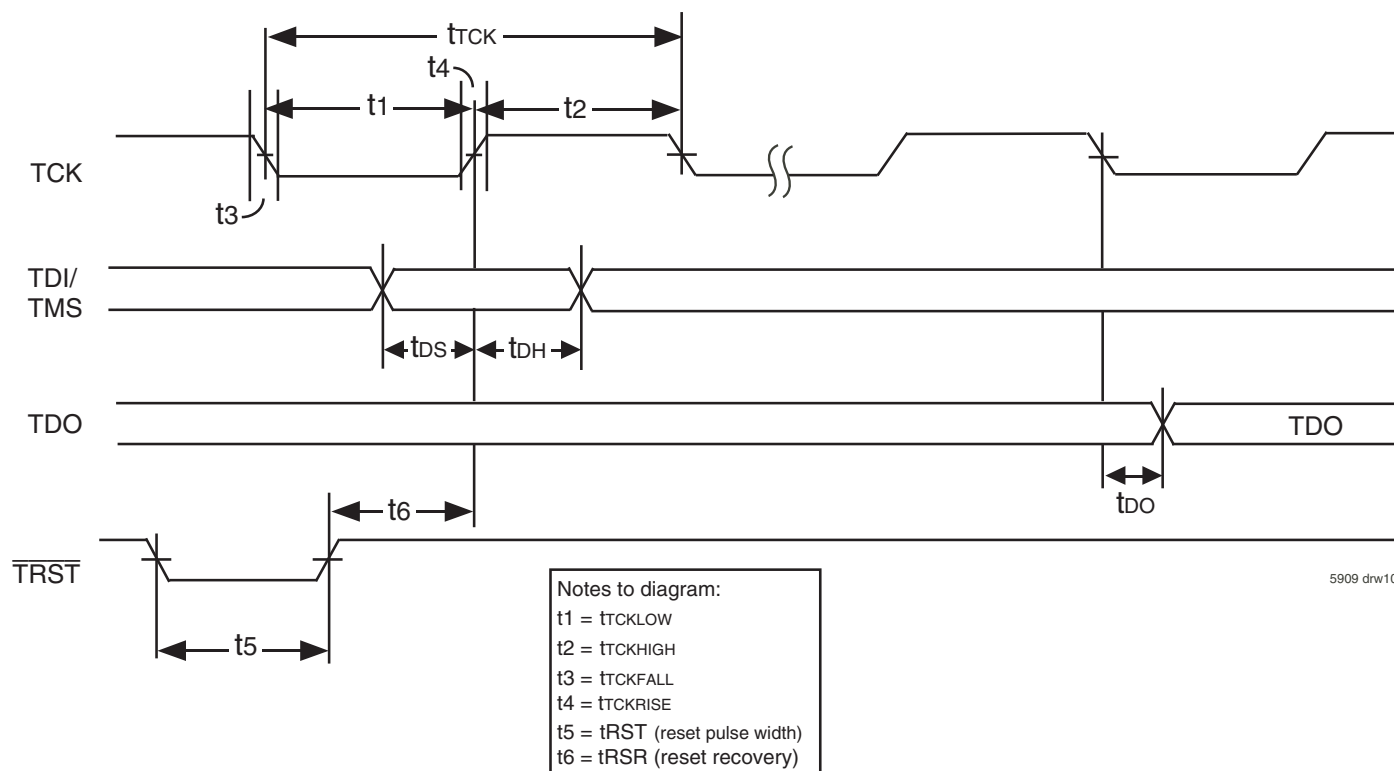 tTCK
t4
t1
t2
TCK
t3
TDI/
TMS
tDS
tDH
TDO
TDO
tDO
t6
TRST
t5
5909 drw10
Notes to diagram:
t1 = tTCKLOW
t2 = tTCKHIGH
t3 = tTCKFALL
t4 = tTCKRISE
t5 = tRST (reset pulse width)
t6 = tRSR (reset recovery)